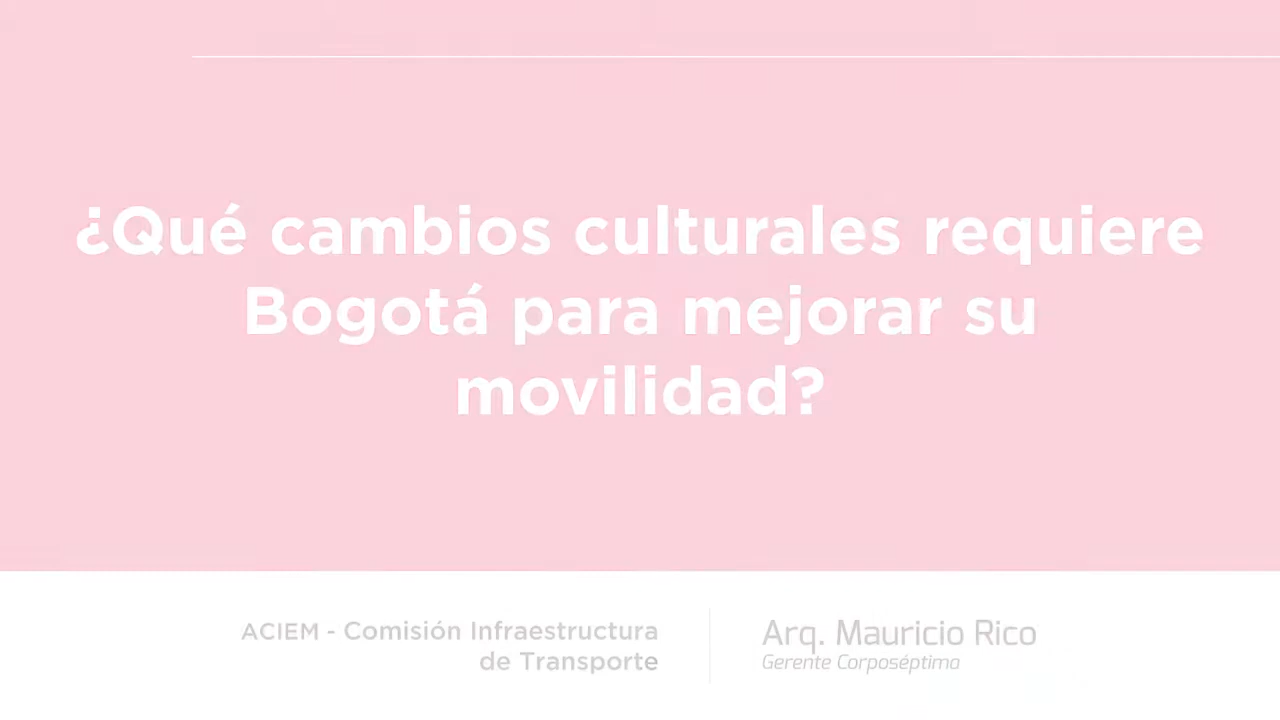 ¿Qué cambios culturales requiere
Bogotá para mejorar su
movilidad?
ACIEM - Comisión Infraestructura
de Transporte
Arq. Mauricio Rico
Gerente Corposéptima